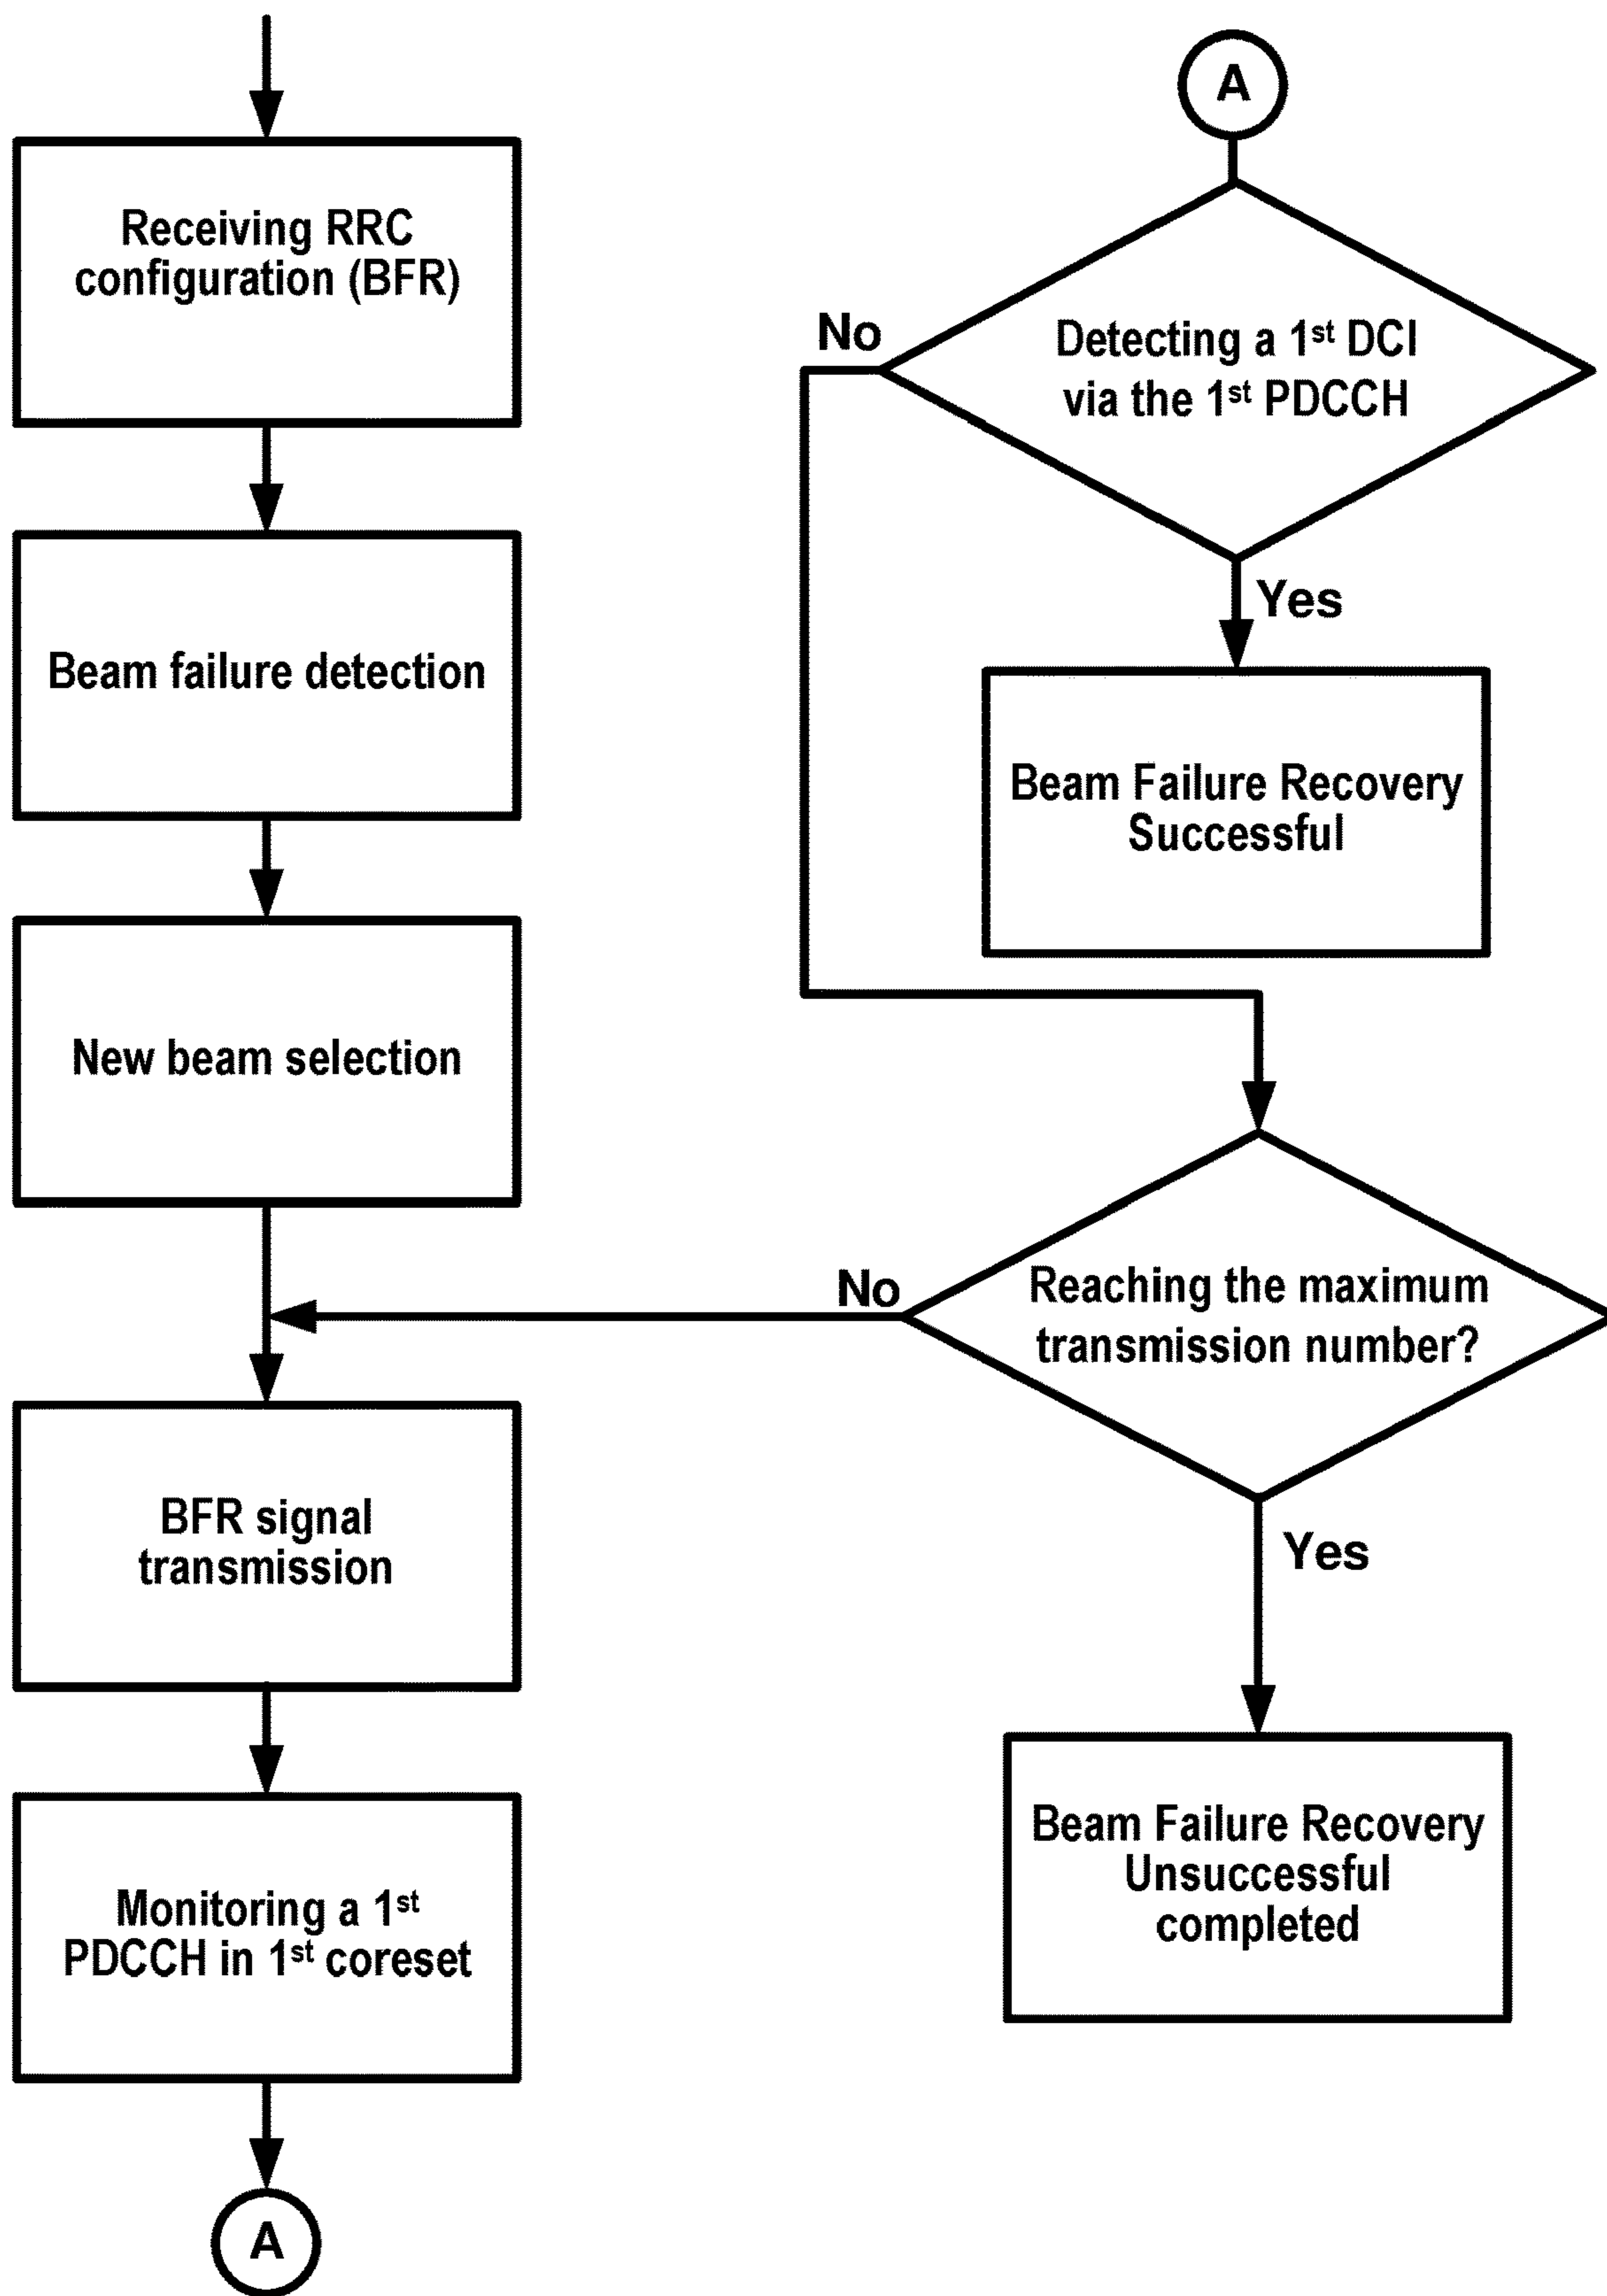 Receiving RRC
configuration (BFR)
Beam failure detection
New beam selection
BFR signal
transmission
Monitoring a 1st
PDCCH in 1st coreset
A
A
Detecting a 1st DCI
via the 1st PDCCH
No
Yes
Beam Failure Recovery
Successful
Reaching the maximum
transmission number?
No
Yes
Beam Failure Recovery
Unsuccessful
completed